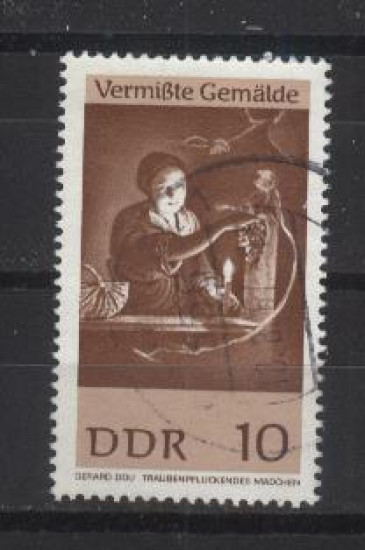 Vermißte Gemälde
DDR 10
GERARD DOU TRAUBENPFLÜCKENDES MÄDCHEN